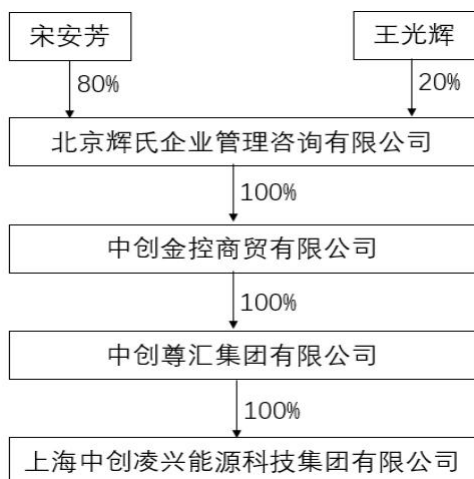 宋安芳
王光辉
80%
20%
北京辉氏企业管理咨询有限公司
100%
中创金控商贸有限公司
100%
中创尊汇集团有限公司
100%
上海中创凌兴能源科技集团有限公司